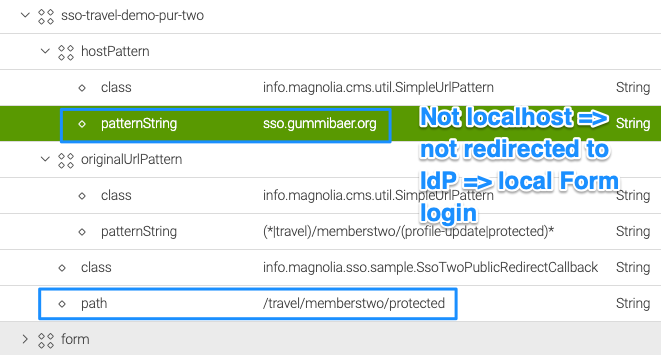 sso-travel-demo-pur-two
hostPattern
class info.magnolia.cms.util.SimpleUrlPattern String
patternString sso.gummibaer.org String
Not localhost =>
not redirected to
IdP => local Form
login
originalUrlPattern
class info.magnolia.cms.util.SimpleUrlPattern String
patternString (*|travel)/memberstwo/(profile-update|protected)* String
class info.magnolia.sso.sample.SsoTwoPublicRedirectCallback String
path /travel/memberstwo/protected String
form